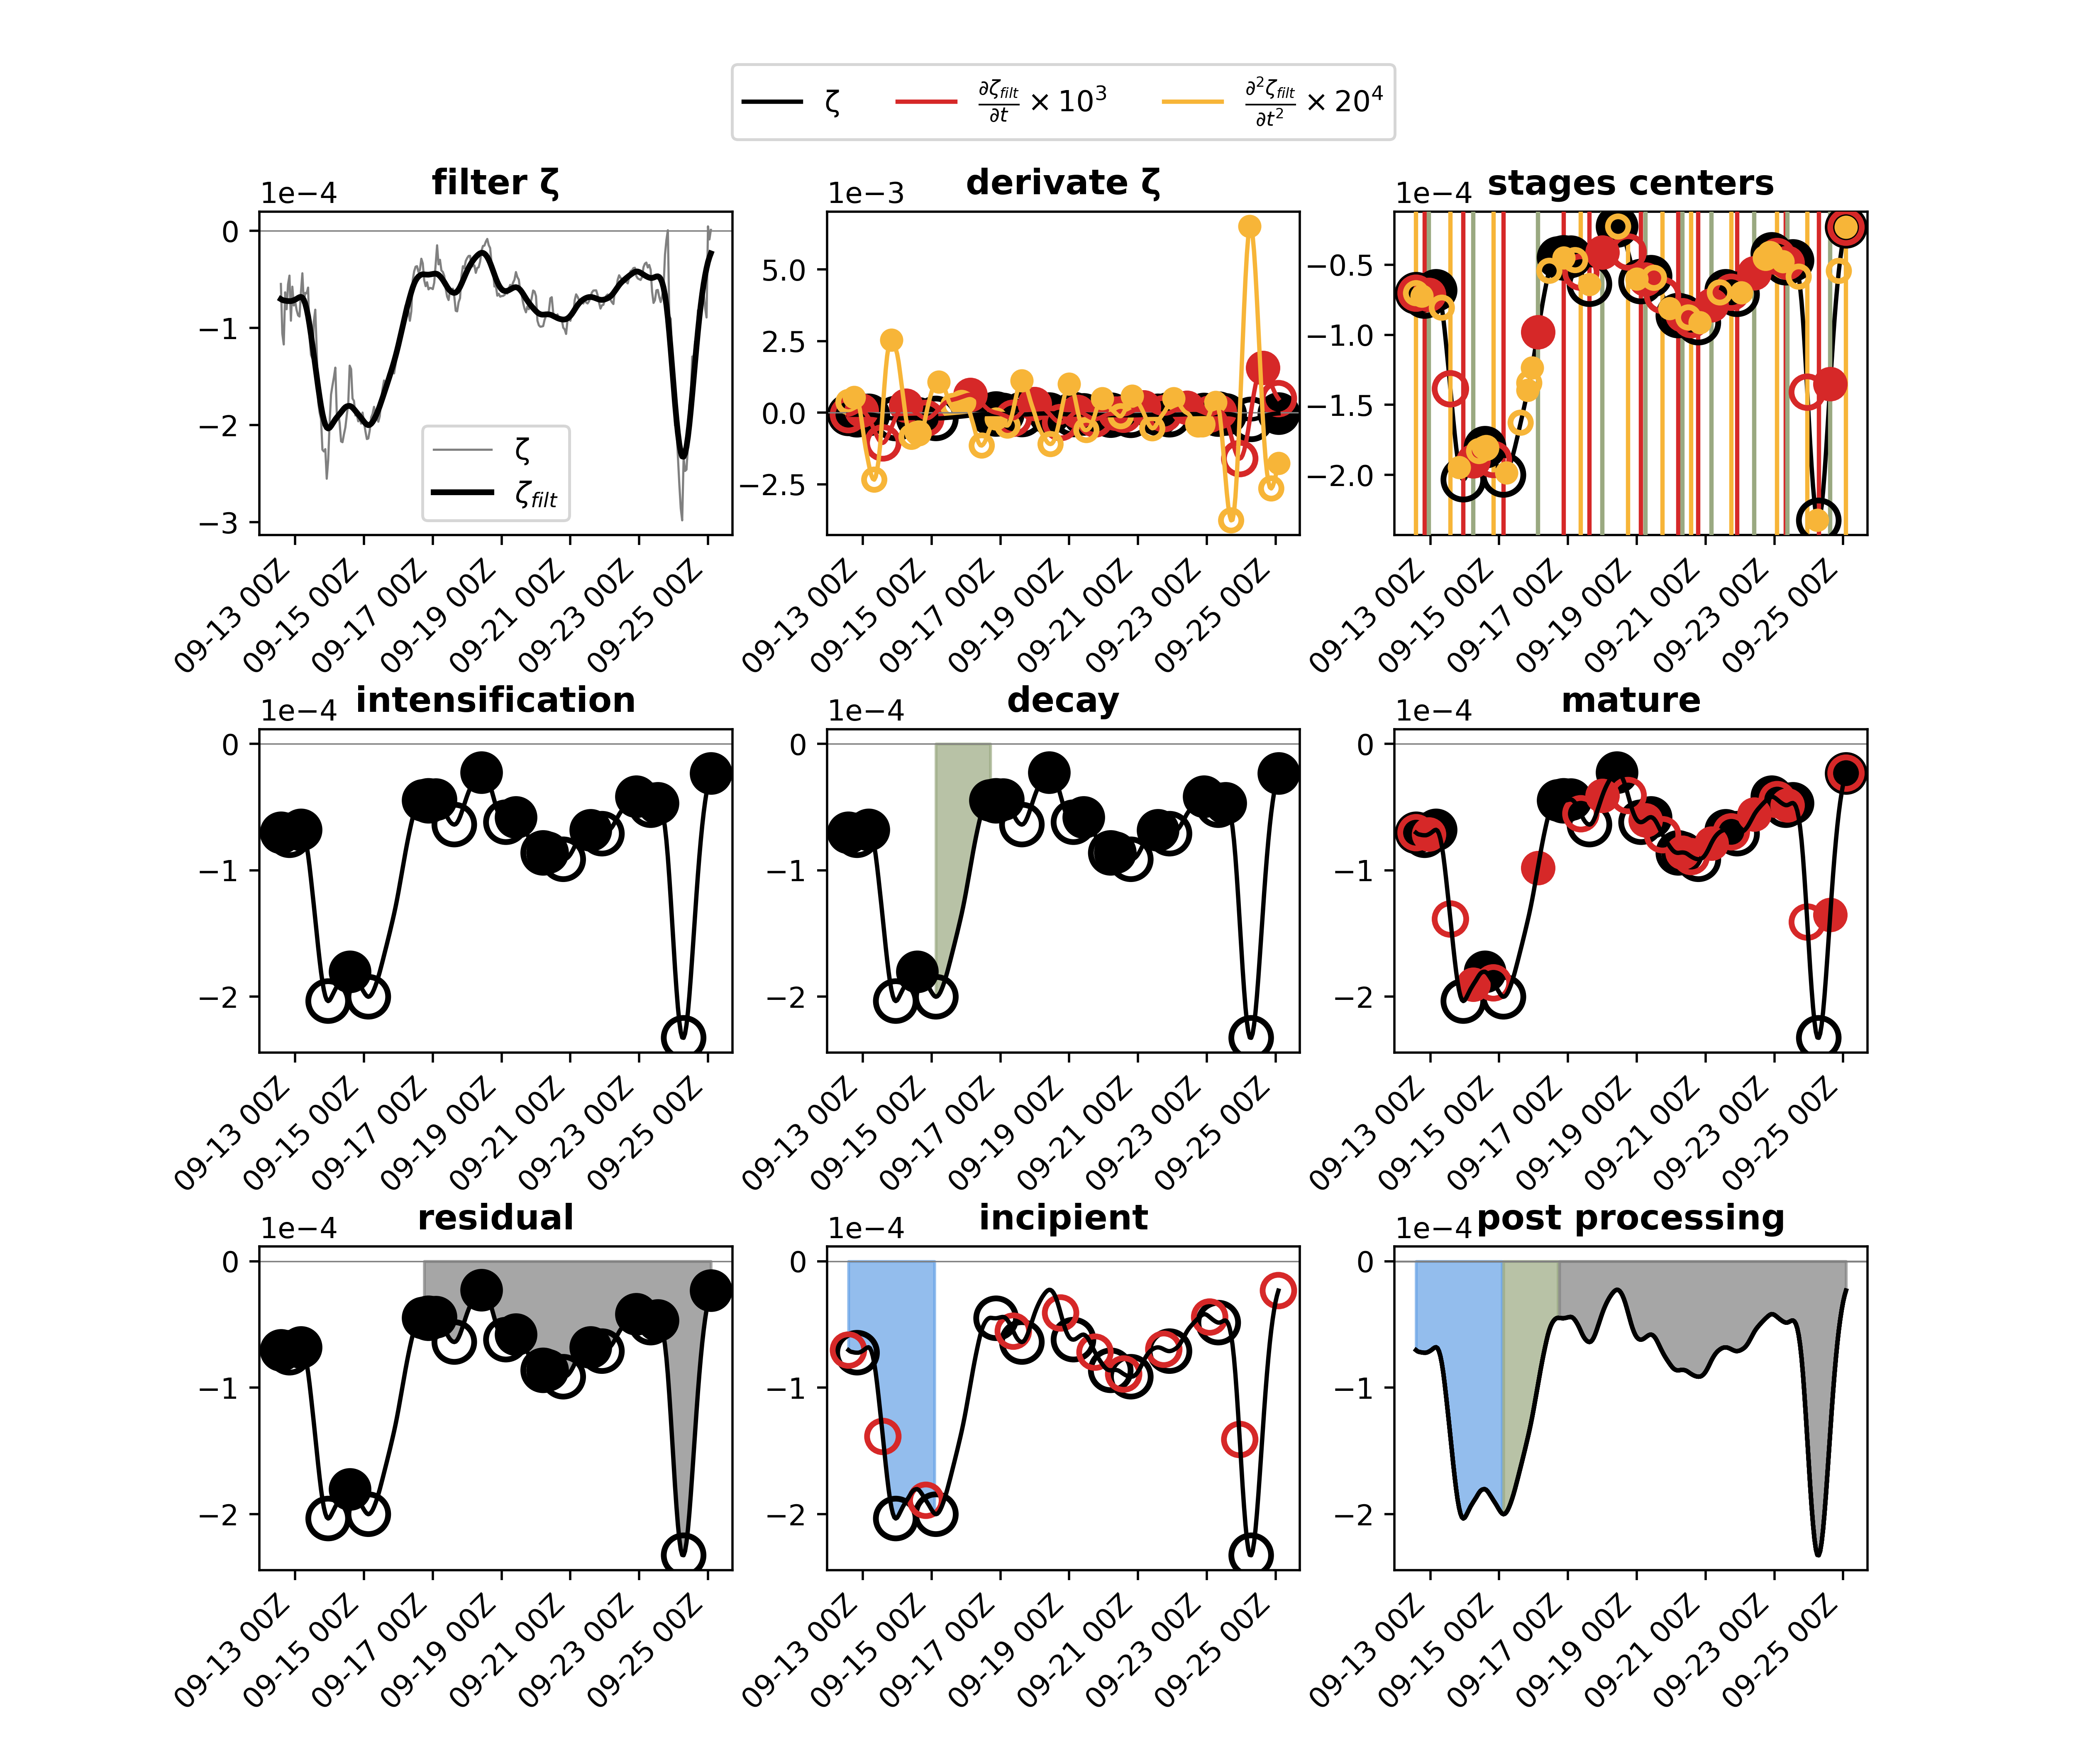 ζ
∂ζfilt/∂t × 10³
∂²ζfilt/∂t² × 20⁴
filter ζ
1e−4
0
−1
−2
−3
ζ
ζfilt
09-13 00Z
09-15 00Z
09-17 00Z
09-19 00Z
09-21 00Z
09-23 00Z
09-25 00Z
derivate ζ
1e−3
5.0
2.5
0.0
−2.5
09-13 00Z
09-15 00Z
09-17 00Z
09-19 00Z
09-21 00Z
09-23 00Z
09-25 00Z
stages centers
1e−4
−0.5
−1.0
−1.5
−2.0
09-13 00Z
09-15 00Z
09-17 00Z
09-19 00Z
09-21 00Z
09-23 00Z
09-25 00Z
intensification
1e−4
0
−1
−2
09-13 00Z
09-15 00Z
09-17 00Z
09-19 00Z
09-21 00Z
09-23 00Z
09-25 00Z
decay
1e−4
0
−1
−2
09-13 00Z
09-15 00Z
09-17 00Z
09-19 00Z
09-21 00Z
09-23 00Z
09-25 00Z
mature
1e−4
0
−1
−2
09-13 00Z
09-15 00Z
09-17 00Z
09-19 00Z
09-21 00Z
09-23 00Z
09-25 00Z
residual
1e−4
0
−1
−2
09-13 00Z
09-15 00Z
09-17 00Z
09-19 00Z
09-21 00Z
09-23 00Z
09-25 00Z
incipient
1e−4
0
−1
−2
09-13 00Z
09-15 00Z
09-17 00Z
09-19 00Z
09-21 00Z
09-23 00Z
09-25 00Z
post processing
1e−4
0
−1
−2
09-13 00Z
09-15 00Z
09-17 00Z
09-19 00Z
09-21 00Z
09-23 00Z
09-25 00Z